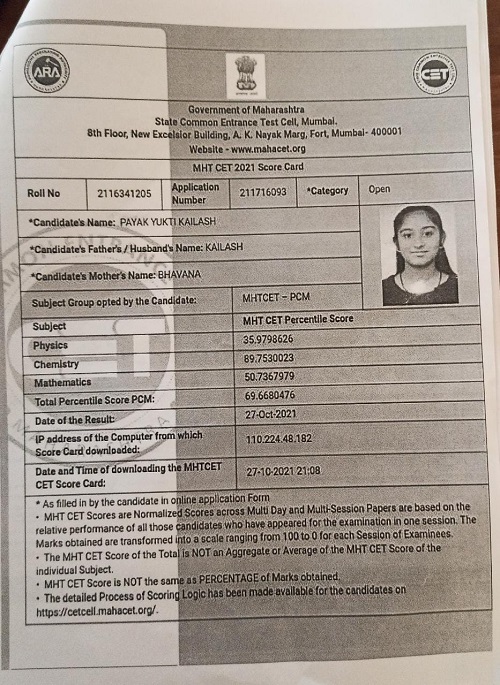 ARA
CET
Government of Maharashtra
State Common Entrance Test Cell, Mumbai.
8th Floor, New Excelsior Building, A. K. Nayak Marg, Fort, Mumbai- 400001
Website - www.mahacet.org
MHT CET 2021 Score Card
Roll No 2116341205 Application Number 211716093 *Category Open
*Candidate's Name: PAYAK YUKTI KAILASH
*Candidate's Father's / Husband's Name: KAILASH
*Candidate's Mother's Name: BHAVANA
Subject Group opted by the Candidate: MHTCET - PCM
Subject MHT CET Percentile Score
Physics 35.9798626
Chemistry 89.7530023
Mathematics 50.7367979
Total Percentile Score PCM: 69.6680476
Date of the Result: 27-Oct-2021
IP address of the Computer from which
Score Card downloaded: 110.224.48.182
Date and Time of downloading the MHTCET
CET Score Card: 27-10-2021 21:08
* As filled in by the candidate in online application Form
• MHT CET Scores are Normalized Scores across Multi Day and Multi-Session Papers are based on the
relative performance of all those candidates who have appeared for the examination in one session. The
Marks obtained are transformed into a scale ranging from 100 to 0 for each Session of Examinees.
• The MHT CET Score of the Total is NOT an Aggregate or Average of the MHT CET Score of the
individual Subject.
• MHT CET Score is NOT the same as PERCENTAGE of Marks obtained.
• The detailed Process of Scoring Logic has been made available for the candidates on
https://cetcell.mahacet.org/.